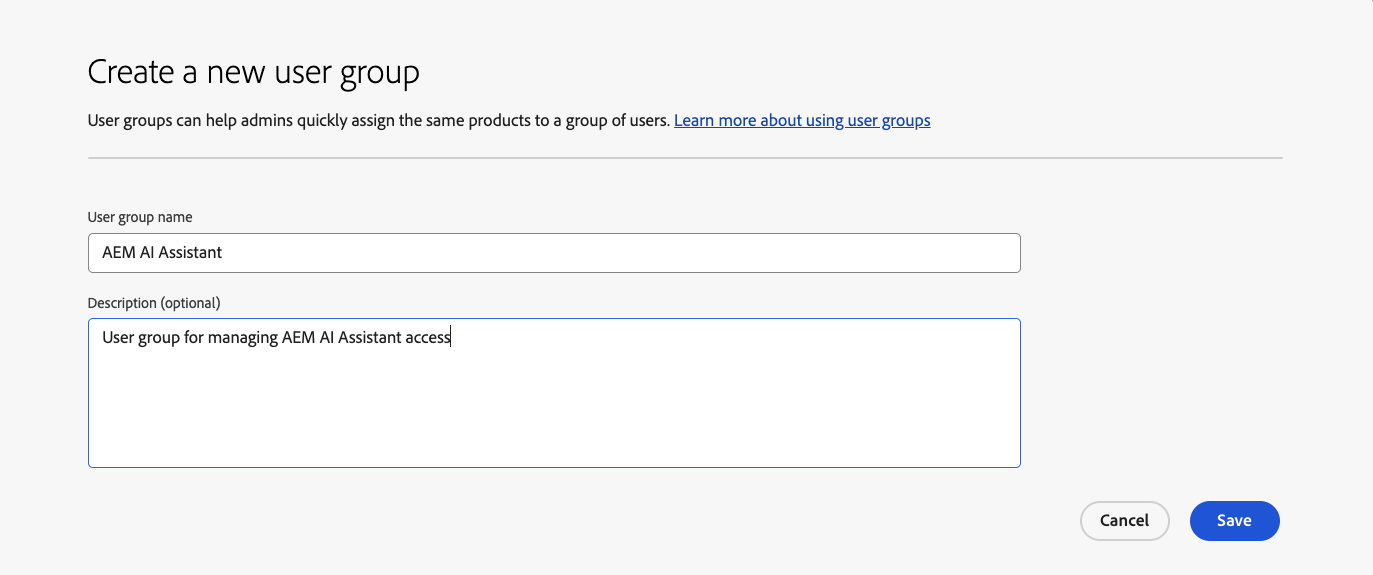 Create a new user group
User groups can help admins quickly assign the same products to a group of users. Learn more about using user groups
User group name
AEM AI Assistant
Description (optional)
User group for managing AEM AI Assistant access
Cancel
Save